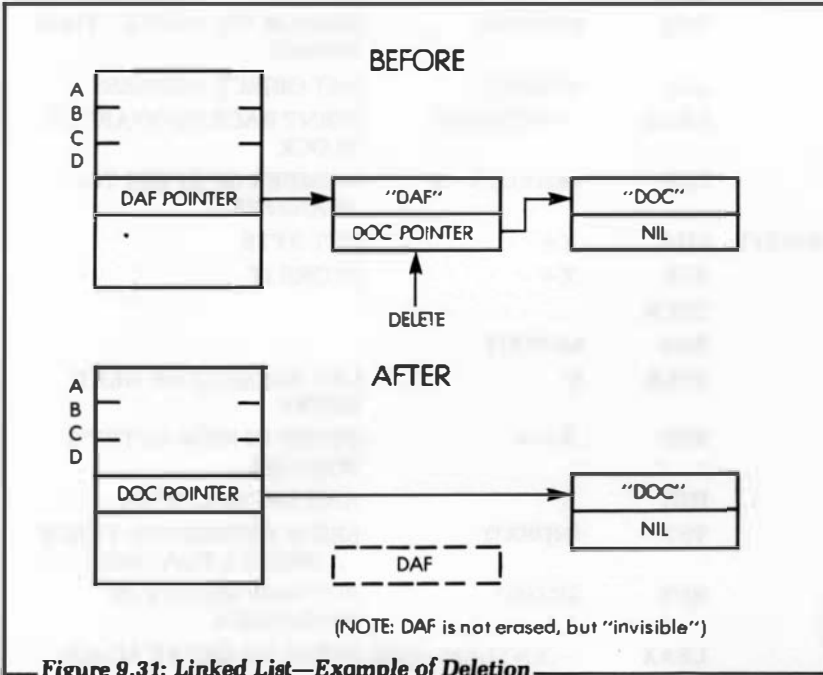 BEFORE
A
B
C
D
DAF POINTER
"DAF"
"DOC"
DOC POINTER
NIL
DELETE
AFTER
A
B
C
D
DOC POINTER
"DOC"
NIL
DAF
(NOTE: DAF is not erased, but "invisible")
Figure 9.31: Linked List—Example of Deletion